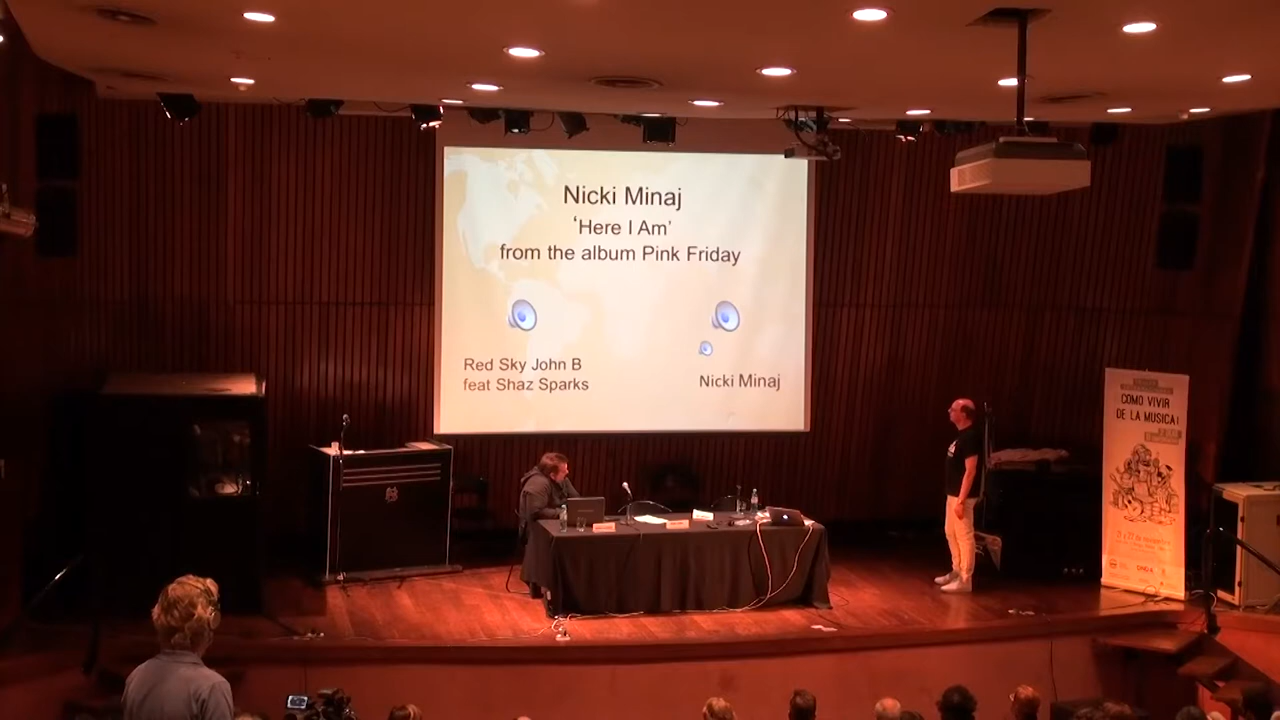 Nicki Minaj
‘Here I Am’
from the album Pink Friday
Red Sky John B
feat Shaz Sparks
Nicki Minaj
COMO VIVIR
DE LA MUSICA!